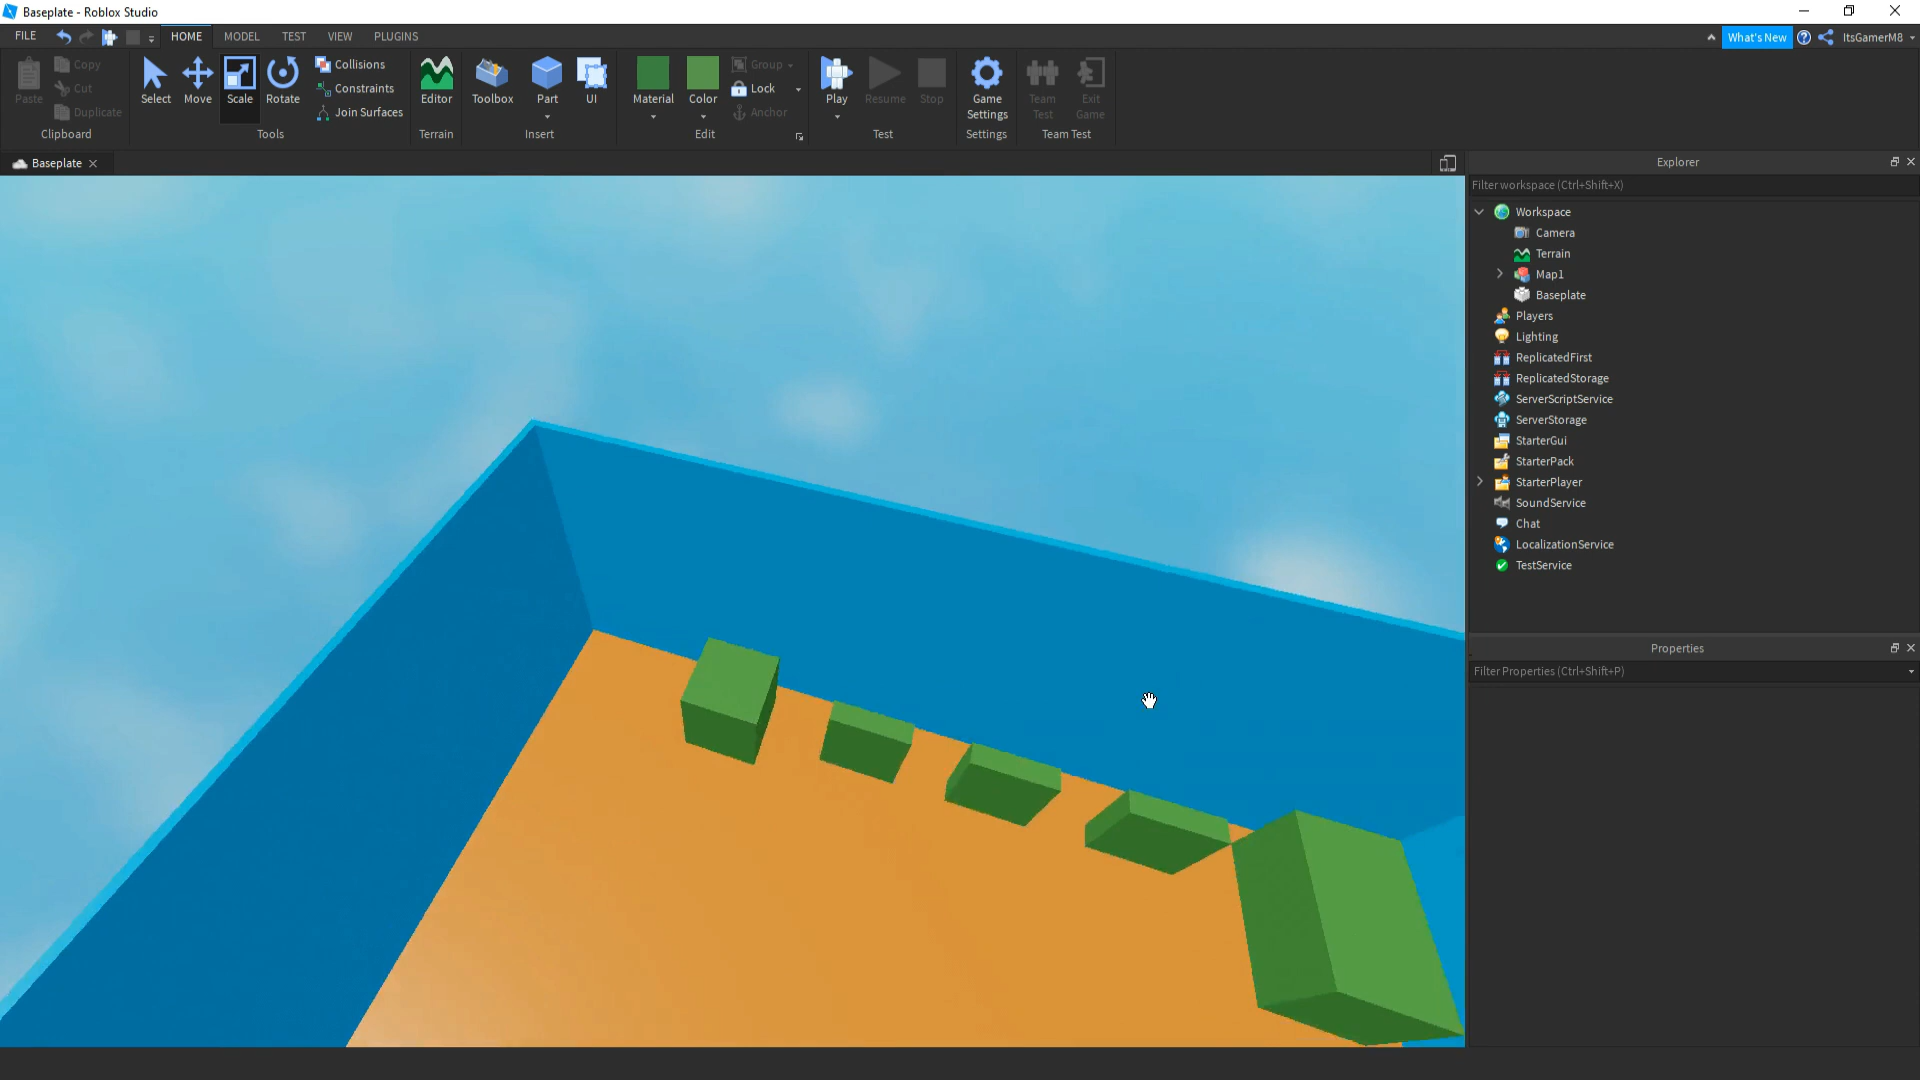 Baseplate - Roblox Studio
FILE HOME MODEL TEST VIEW PLUGINS What's New ItsGamerM8
Paste Copy Cut Duplicate
Clipboard
Select Move Scale Rotate Collisions Constraints Join Surfaces
Tools
Editor
Terrain
Toolbox Part UI
Insert
Material Color Group Lock Anchor
Edit
Play Resume Stop
Test
Game Settings
Settings
Team Test Exit Game
Team Test
Baseplate
Explorer
Filter workspace (Ctrl+Shift+X)
Workspace
Camera
Terrain
Map1
Baseplate
Players
Lighting
ReplicatedFirst
ReplicatedStorage
ServerScriptService
ServerStorage
StarterGui
StarterPack
StarterPlayer
SoundService
Chat
LocalizationService
TestService
Properties
Filter Properties (Ctrl+Shift+P)